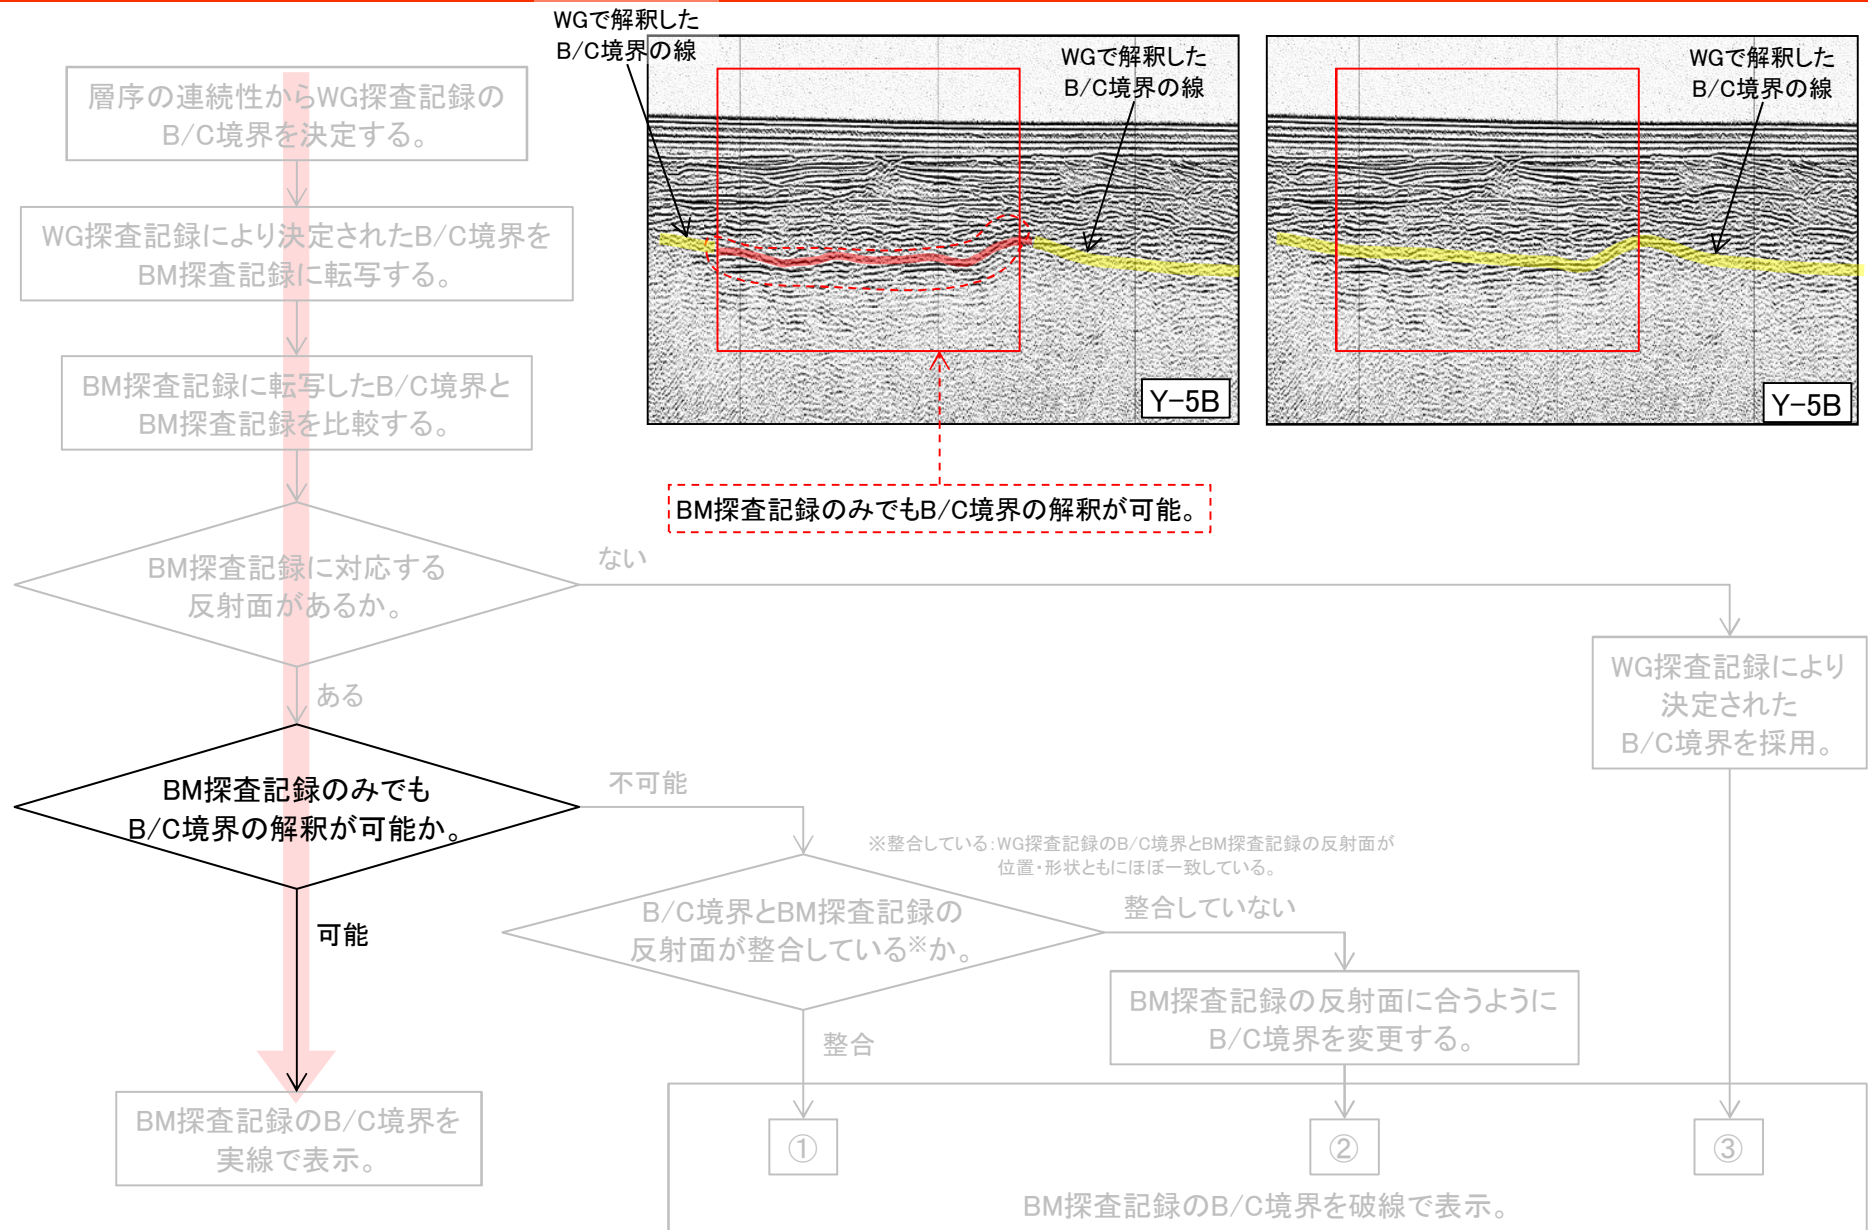 WGで解釈した
B/C境界の線
WGで解釈した
B/C境界の線
Y-5B
WGで解釈した
B/C境界の線
Y-5B
BM探査記録のみでもB/C境界の解釈が可能。
層序の連続性からWG探査記録の
B/C境界を決定する。
WG探査記録により決定されたB/C境界を
BM探査記録に転写する。
BM探査記録に転写したB/C境界と
BM探査記録を比較する。
BM探査記録に対応する
反射面があるか。
ない
ある
WG探査記録により
決定された
B/C境界を採用。
BM探査記録のみでも
B/C境界の解釈が可能か。
不可能
可能
※整合している:WG探査記録のB/C境界とBM探査記録の反射面が
位置・形状ともにほぼ一致している。
B/C境界とBM探査記録の
反射面が整合している※か。
整合していない
整合
BM探査記録の反射面に合うように
B/C境界を変更する。
BM探査記録のB/C境界を
実線で表示。
①
②
③
BM探査記録のB/C境界を破線で表示。